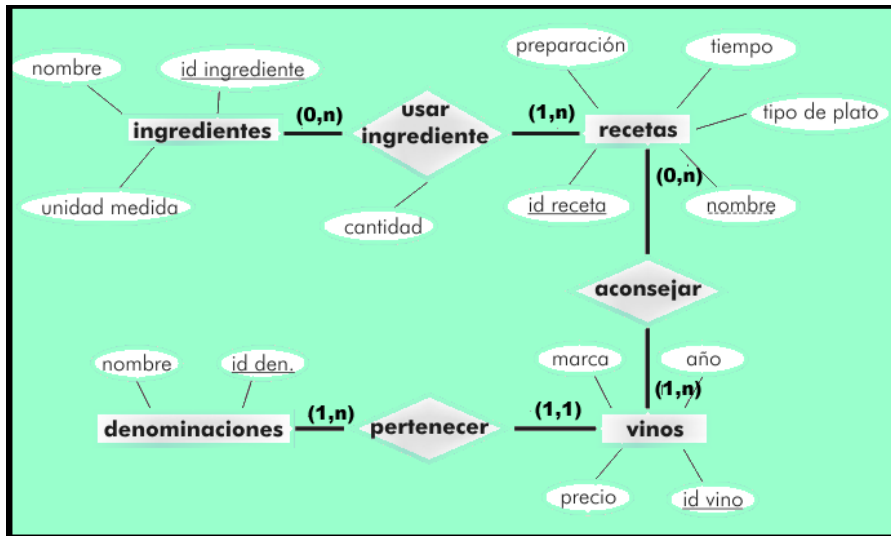 preparación
tiempo
nombre
id ingrediente
tipo de plato
usar
ingrediente
(0,n)
(1,n)
ingredientes
recetas
(0,n)
unidad medida
id receta
nombre
cantidad
aconsejar
nombre
id den.
marca
año
(1,n)
(1,n)
(1,1)
denominaciones
pertenecer
vinos
precio
id vino